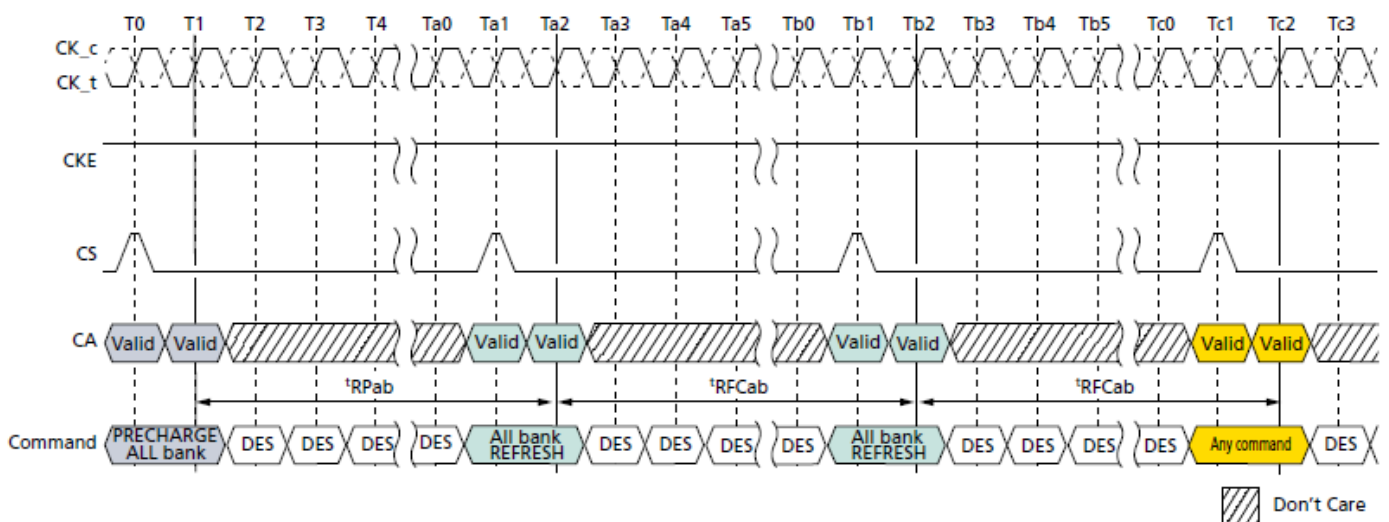 T0 T1 T2 T3 T4 Ta0 Ta1 Ta2 Ta3 Ta4 Ta5 Tb0 Tb1 Tb2 Tb3 Tb4 Tb5 Tc0 Tc1 Tc2 Tc3
CK_c
CK_t
CKE
CS
CA Valid Valid Valid Valid Valid Valid Valid Valid
tRPab tRFCab tRFCab
Command PRECHARGE ALL bank DES DES DES DES All bank REFRESH DES DES DES DES All bank REFRESH DES DES DES DES Any command DES
Don't Care